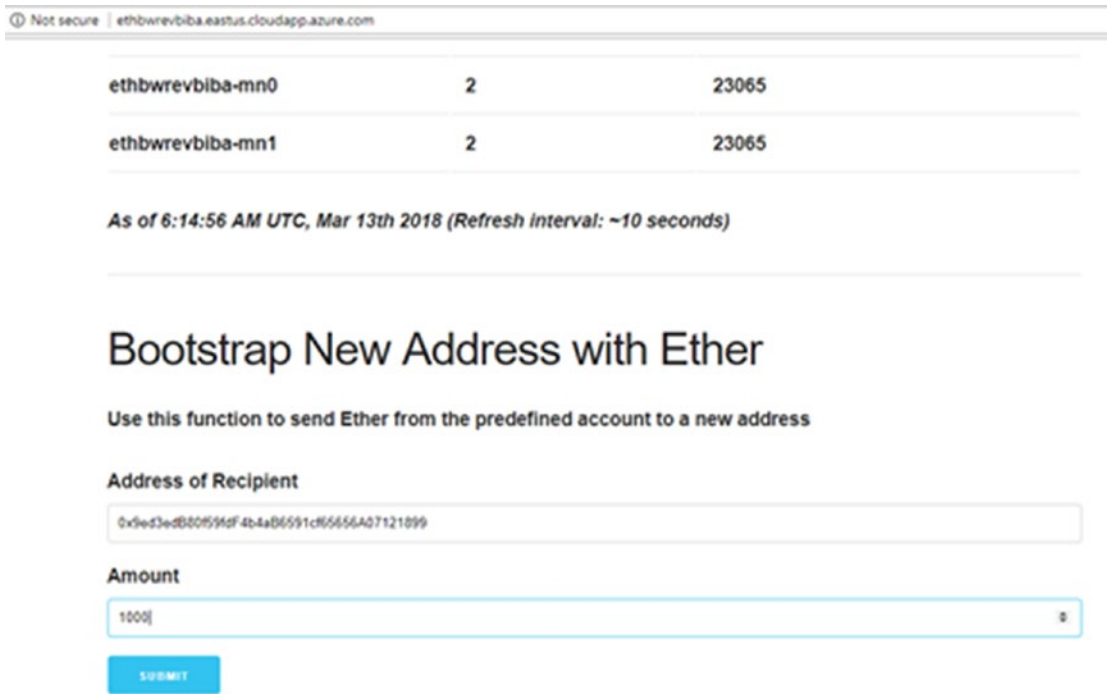 Not secure | ethbwrevbiba.eastus.cloudapp.azure.com
ethbwrevbiba-mn0 2 23065
ethbwrevbiba-mn1 2 23065
As of 6:14:56 AM UTC, Mar 13th 2018 (Refresh interval: ~10 seconds)
Bootstrap New Address with Ether
Use this function to send Ether from the predefined account to a new address
Address of Recipient
Amount
1000
SUBMIT